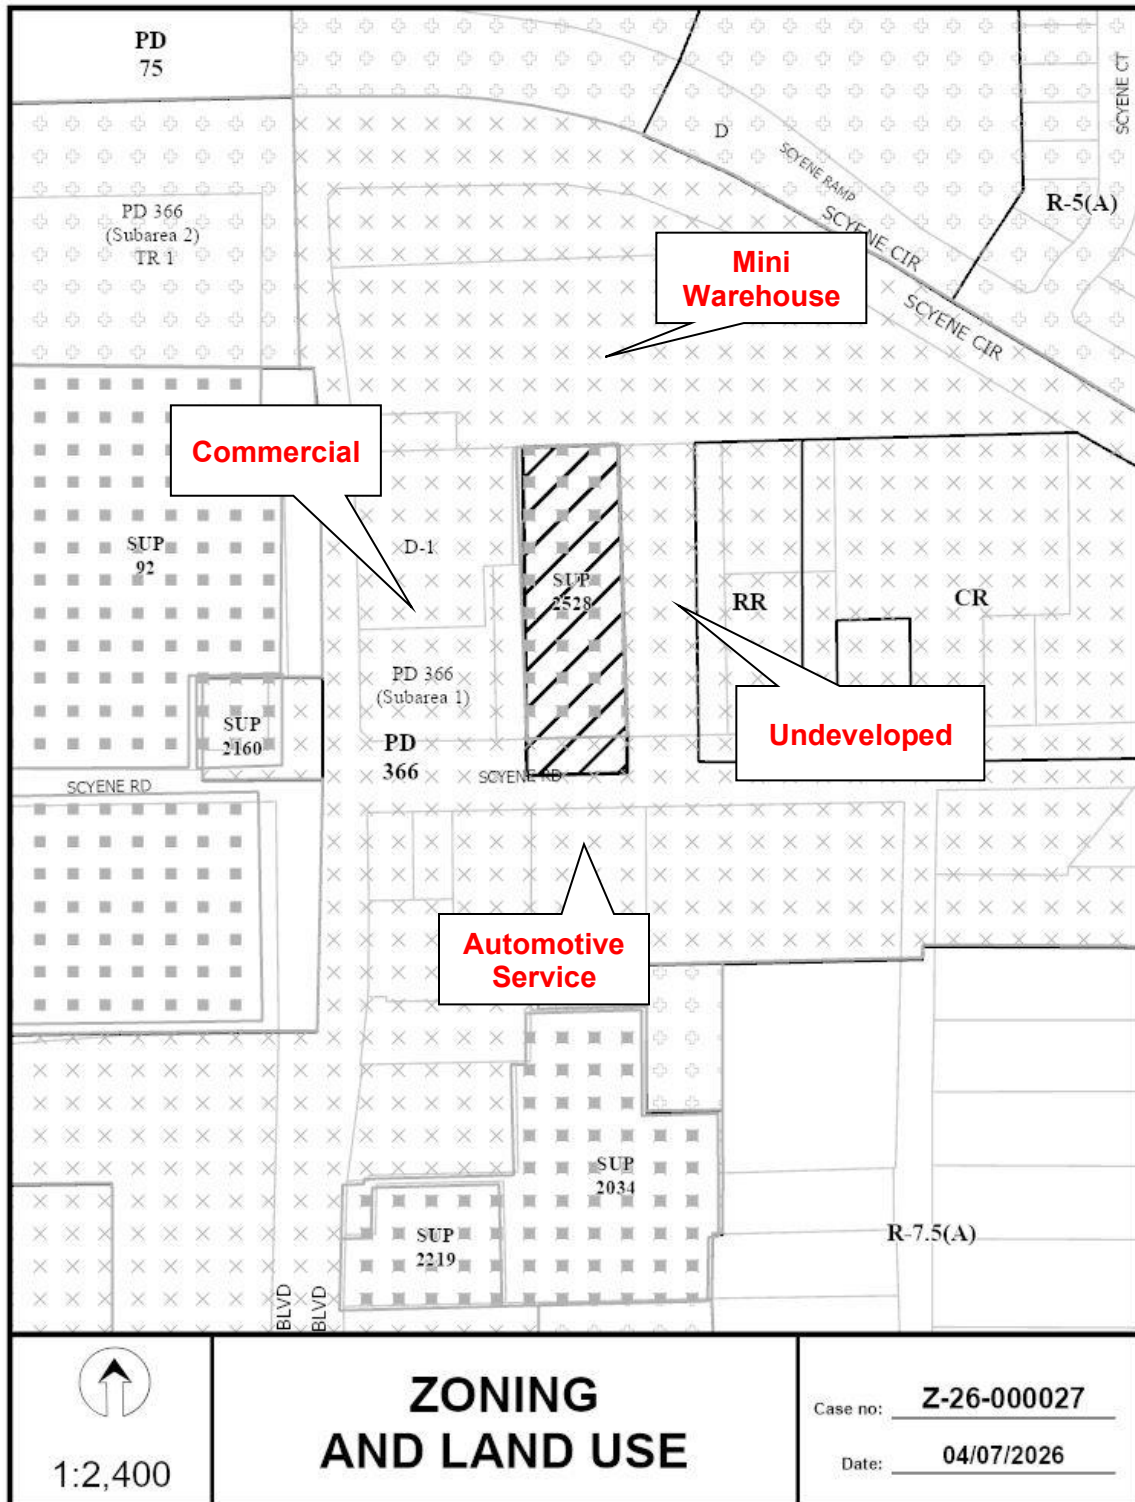 PD
75
SCYENE CT
D
SCYENE RAMP
R-5(A)
PD 366
(Subarea 2)
TR 1
SCYENE CIR
Mini
Warehouse
SCYENE CIR
Commercial
D-1
SUP
92
SUP
2528
RR
CR
PD 366
(Subarea 1)
SUP
2160
PD
366
Undeveloped
SCYENE RD
SCYENE RD
Automotive
Service
SUP
2034
SUP
2219
R-7.5(A)
BLVD
BLVD
1:2,400
ZONING
AND LAND USE
Case no: Z-26-000027
Date: 04/07/2026